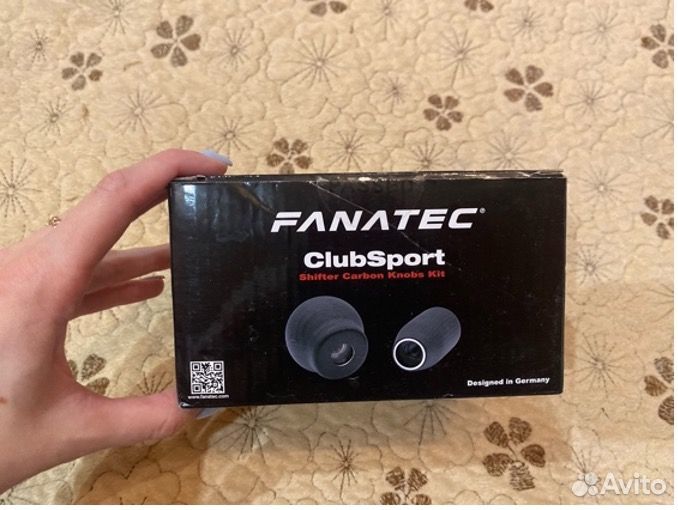 FANATEC®
ClubSport
Shifter Carbon Knobs Kit
www.fanatec.com
Designed in Germany
Avito